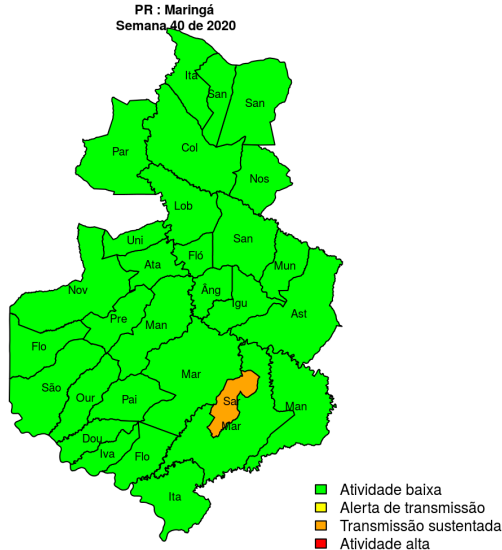 PR : Maringá
Semana 40 de 2020
Ita
San
San
Par
Col
Nos
Lob
Uni
San
Ata
Fló
Mun
Nov
Âng
Igu
Ast
Pre
Man
Flo
Mar
São
Our
Pai
Sar
Man
Mar
Dou
Iva
Flo
Ita
Atividade baixa
Alerta de transmissão
Transmissão sustentada
Atividade alta